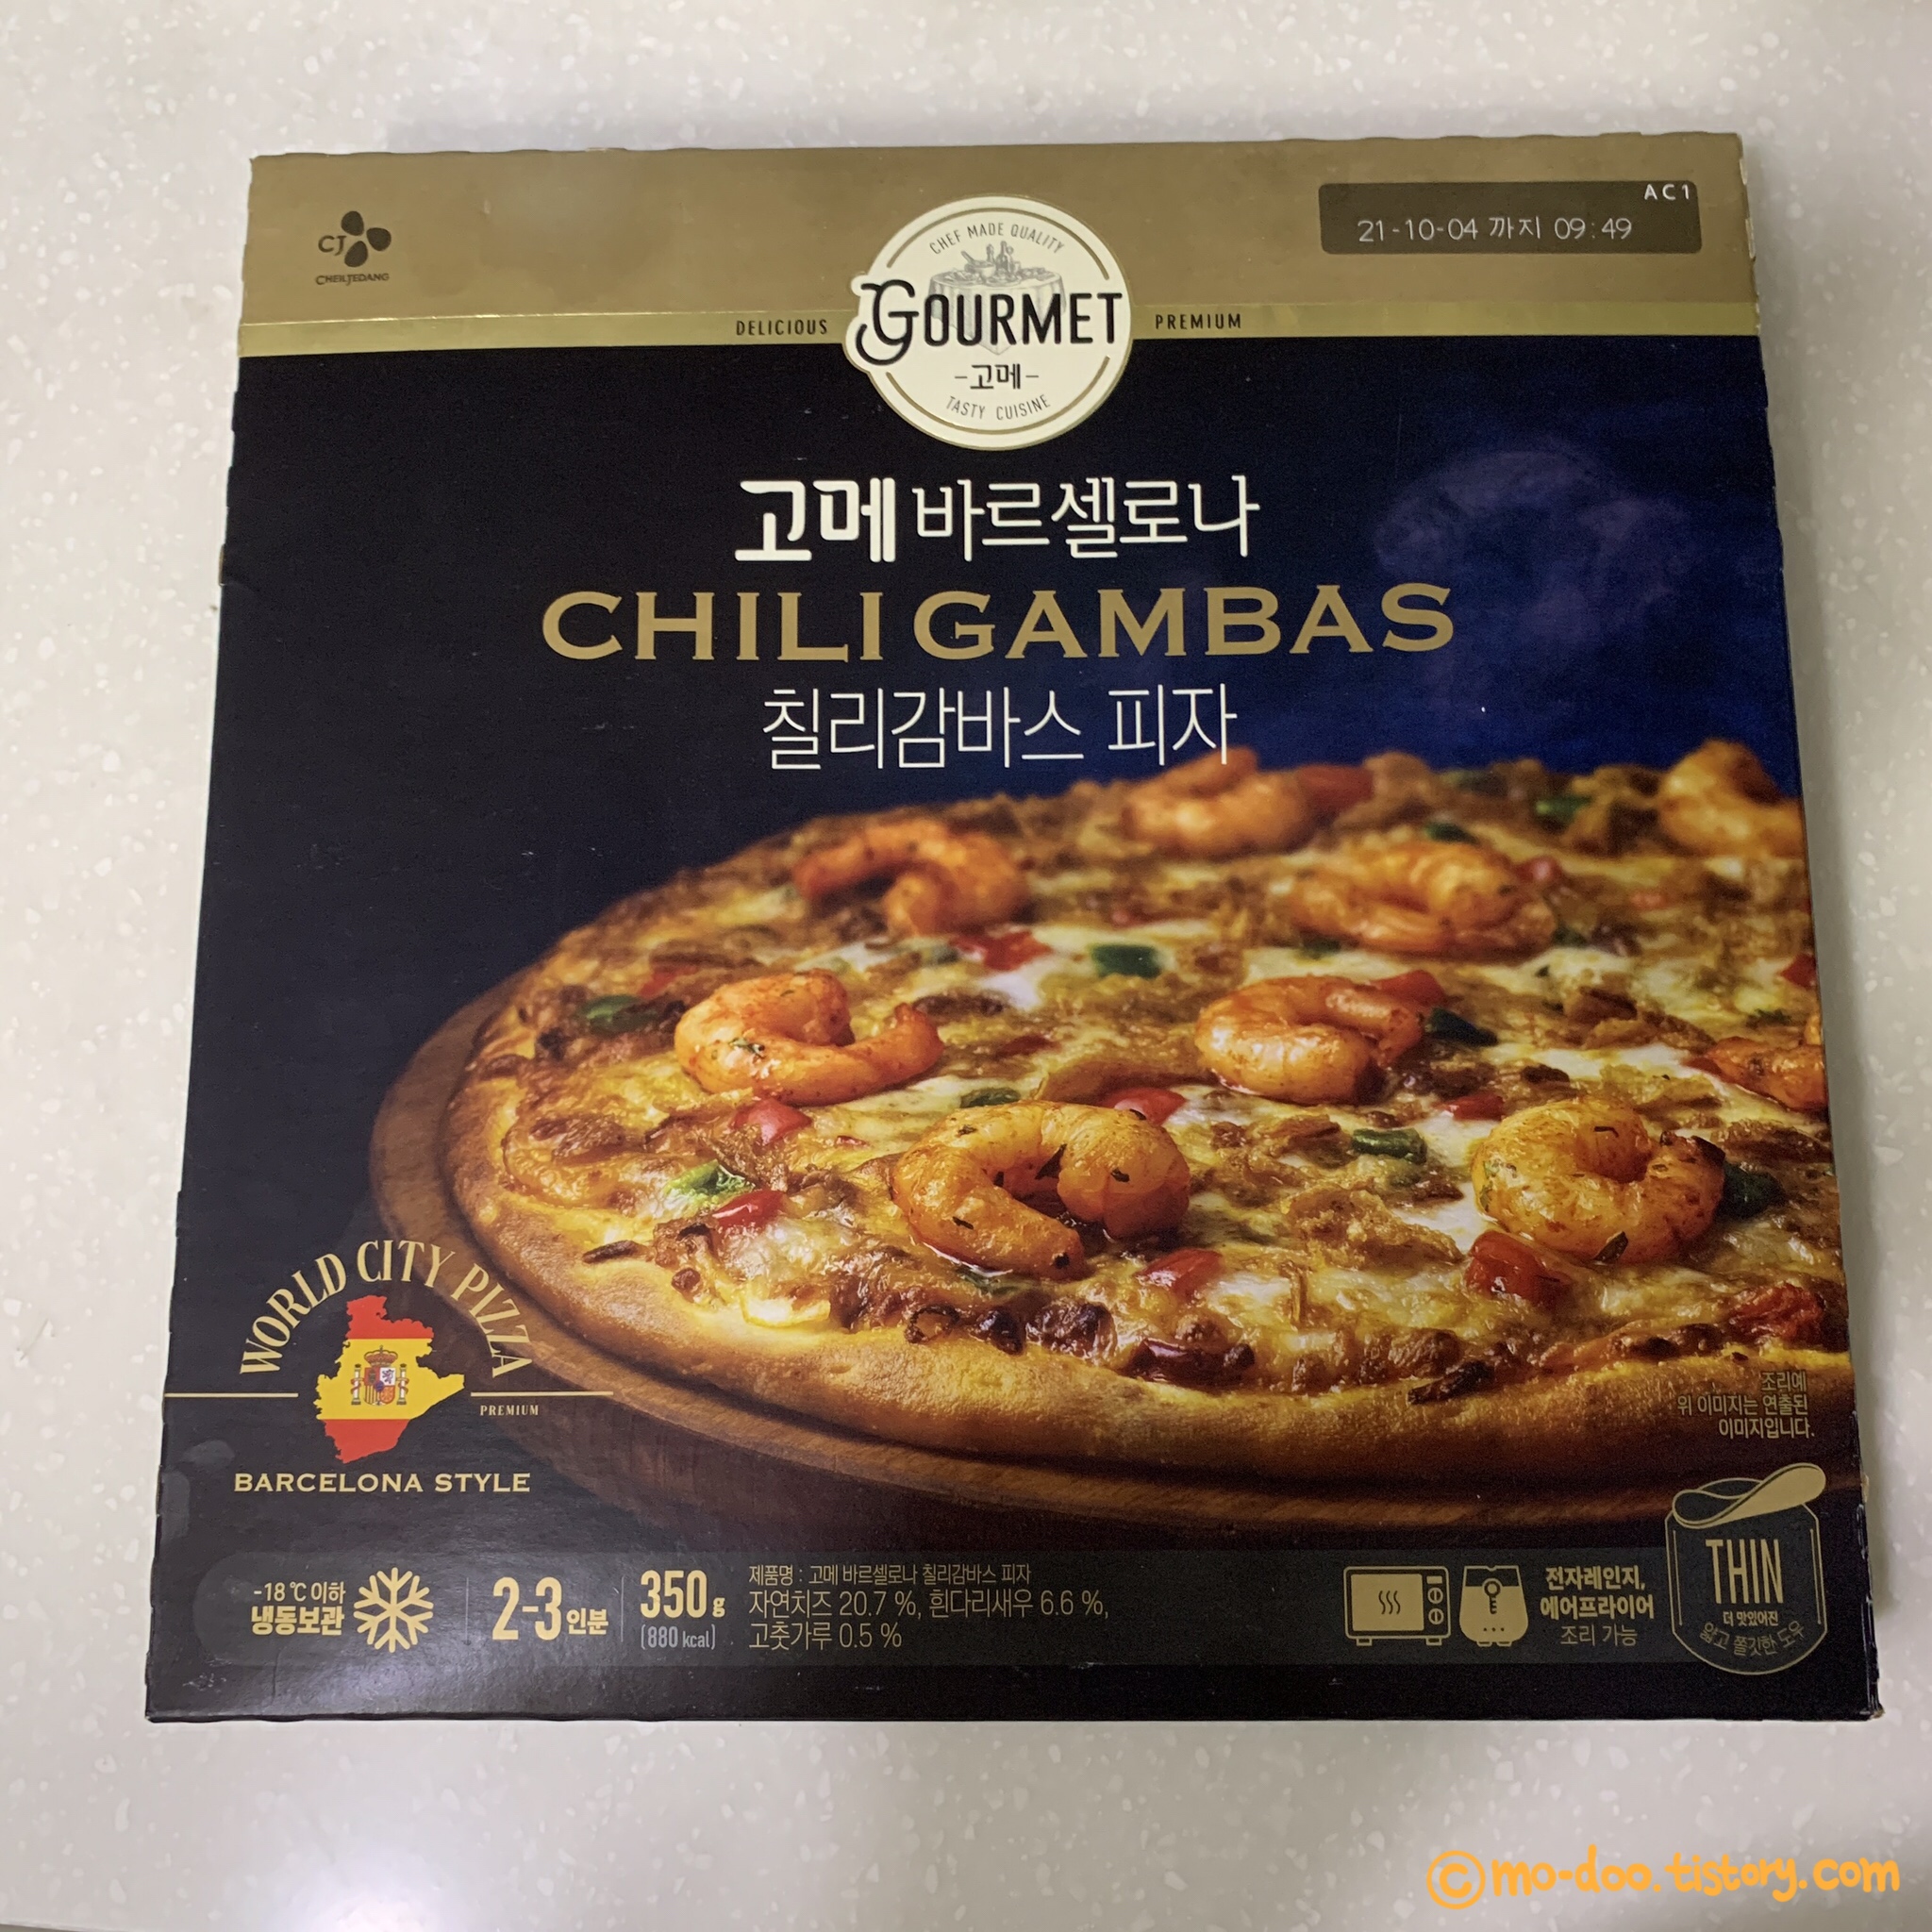 AC1
21-10-04 까지 09:49
CJ
CHEILJEDANG
CHEF MADE QUALITY
DELICIOUS
GOURMET
PREMIUM
-고메-
TASTY CUISINE
고메 바르셀로나
CHILI GAMBAS
칠리감바스 피자
WORLD CITY PIZZA
PREMIUM
BARCELONA STYLE
조리예
위 이미지는 연출된
이미지입니다.
-18℃ 이하
냉동보관
2-3인분
350g
(880 kcal)
제품명 : 고메 바르셀로나 칠리감바스 피자
자연치즈 20.7 %, 흰다리새우 6.6 %,
고춧가루 0.5 %
전자레인지,
에어프라이어
조리 가능
THIN
더 맛있어진
얇고 쫄깃한 도우
©mo-doo.tistory.com